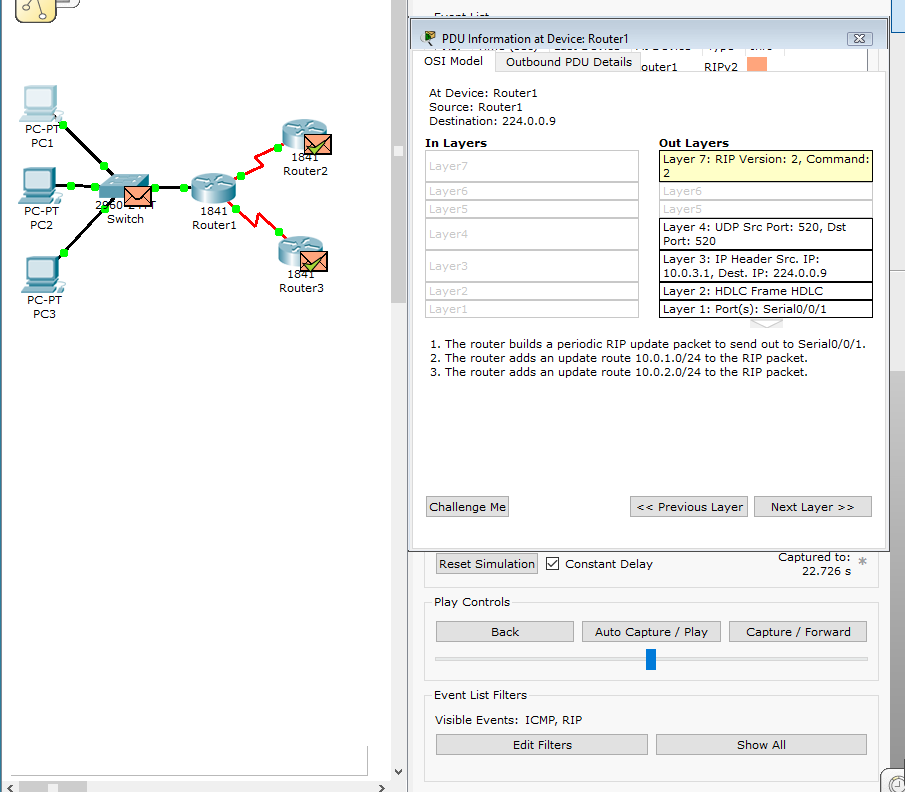 Event List
PDU Information at Device: Router1
OSI Model
Outbound PDU Details
outer1
RIPv2
At Device: Router1
Source: Router1
Destination: 224.0.0.9
In Layers
Out Layers
Layer7
Layer 7: RIP Version: 2, Command:
2
Layer6
Layer6
Layer5
Layer5
Layer4
Layer 4: UDP Src Port: 520, Dst
Port: 520
Layer3
Layer 3: IP Header Src. IP:
10.0.3.1, Dest. IP: 224.0.0.9
Layer2
Layer 2: HDLC Frame HDLC
Layer1
Layer 1: Port(s): Serial0/0/1
1. The router builds a periodic RIP update packet to send out to Serial0/0/1.
2. The router adds an update route 10.0.1.0/24 to the RIP packet.
3. The router adds an update route 10.0.2.0/24 to the RIP packet.
Challenge Me
<< Previous Layer
Next Layer >>
Reset Simulation
Constant Delay
Captured to:
22.726 s
*
Play Controls
Back
Auto Capture / Play
Capture / Forward
Event List Filters
Visible Events: ICMP, RIP
Edit Filters
Show All
PC-PT
PC1
PC-PT
PC2
PC-PT
PC3
Switch
1841
Router1
1841
Router2
1841
Router3